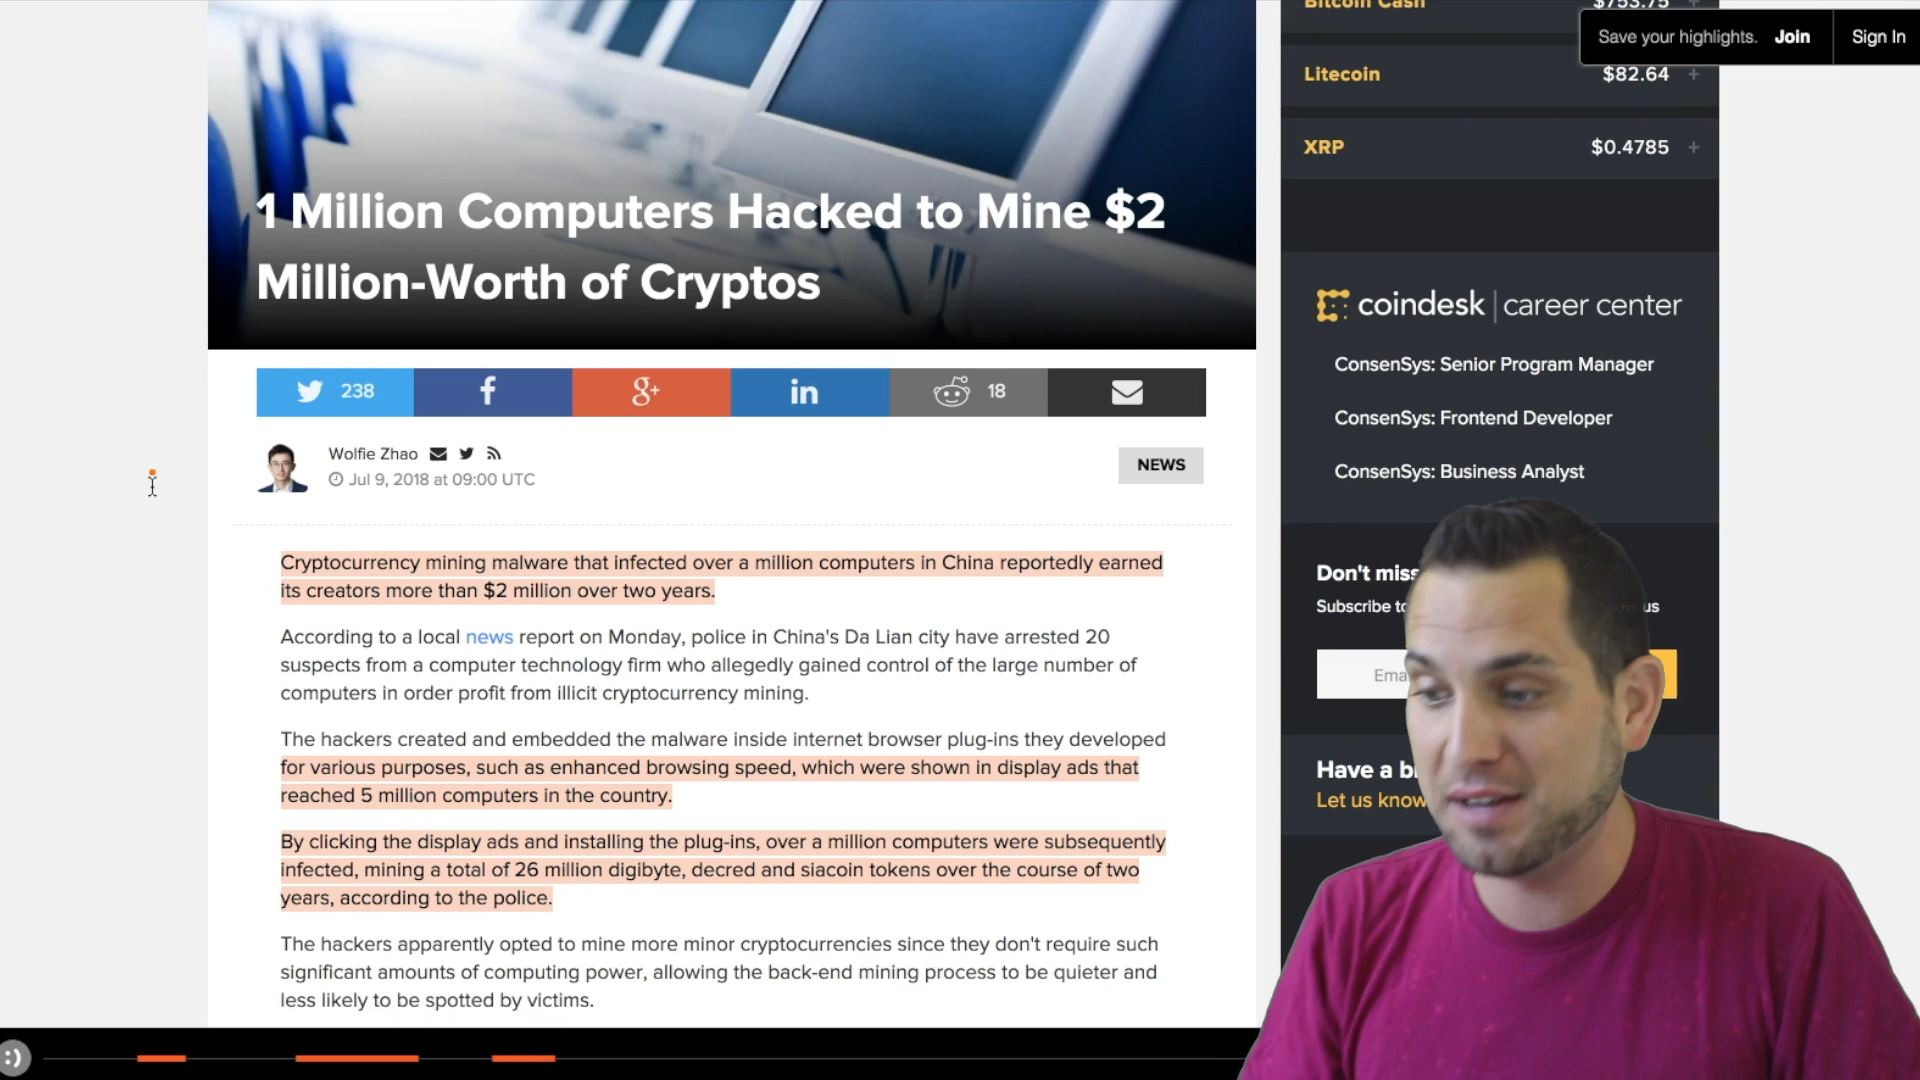 Bitcoin Cash $753.75 +
Save your highlights. Join Sign In
Litecoin $82.64 +
XRP $0.4785 +
1 Million Computers Hacked to Mine $2
Million-Worth of Cryptos
coindesk | career center
ConsenSys: Senior Program Manager
ConsenSys: Frontend Developer
ConsenSys: Business Analyst
238
f
g+
in
18
Wolfie Zhao
Jul 9, 2018 at 09:00 UTC
NEWS
Cryptocurrency mining malware that infected over a million computers in China reportedly earned
its creators more than $2 million over two years.
According to a local news report on Monday, police in China's Da Lian city have arrested 20
suspects from a computer technology firm who allegedly gained control of the large number of
computers in order profit from illicit cryptocurrency mining.
The hackers created and embedded the malware inside internet browser plug-ins they developed
for various purposes, such as enhanced browsing speed, which were shown in display ads that
reached 5 million computers in the country.
By clicking the display ads and installing the plug-ins, over a million computers were subsequently
infected, mining a total of 26 million digibyte, decred and siacoin tokens over the course of two
years, according to the police.
The hackers apparently opted to mine more minor cryptocurrencies since they don't require such
significant amounts of computing power, allowing the back-end mining process to be quieter and
less likely to be spotted by victims.
Don't miss
Subscribe us
Have a
Let us know
:)